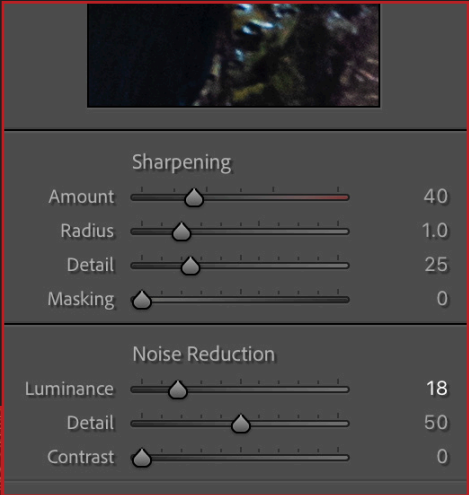 Sharpening
Amount 40
Radius 1.0
Detail 25
Masking 0
Noise Reduction
Luminance 18
Detail 50
Contrast 0